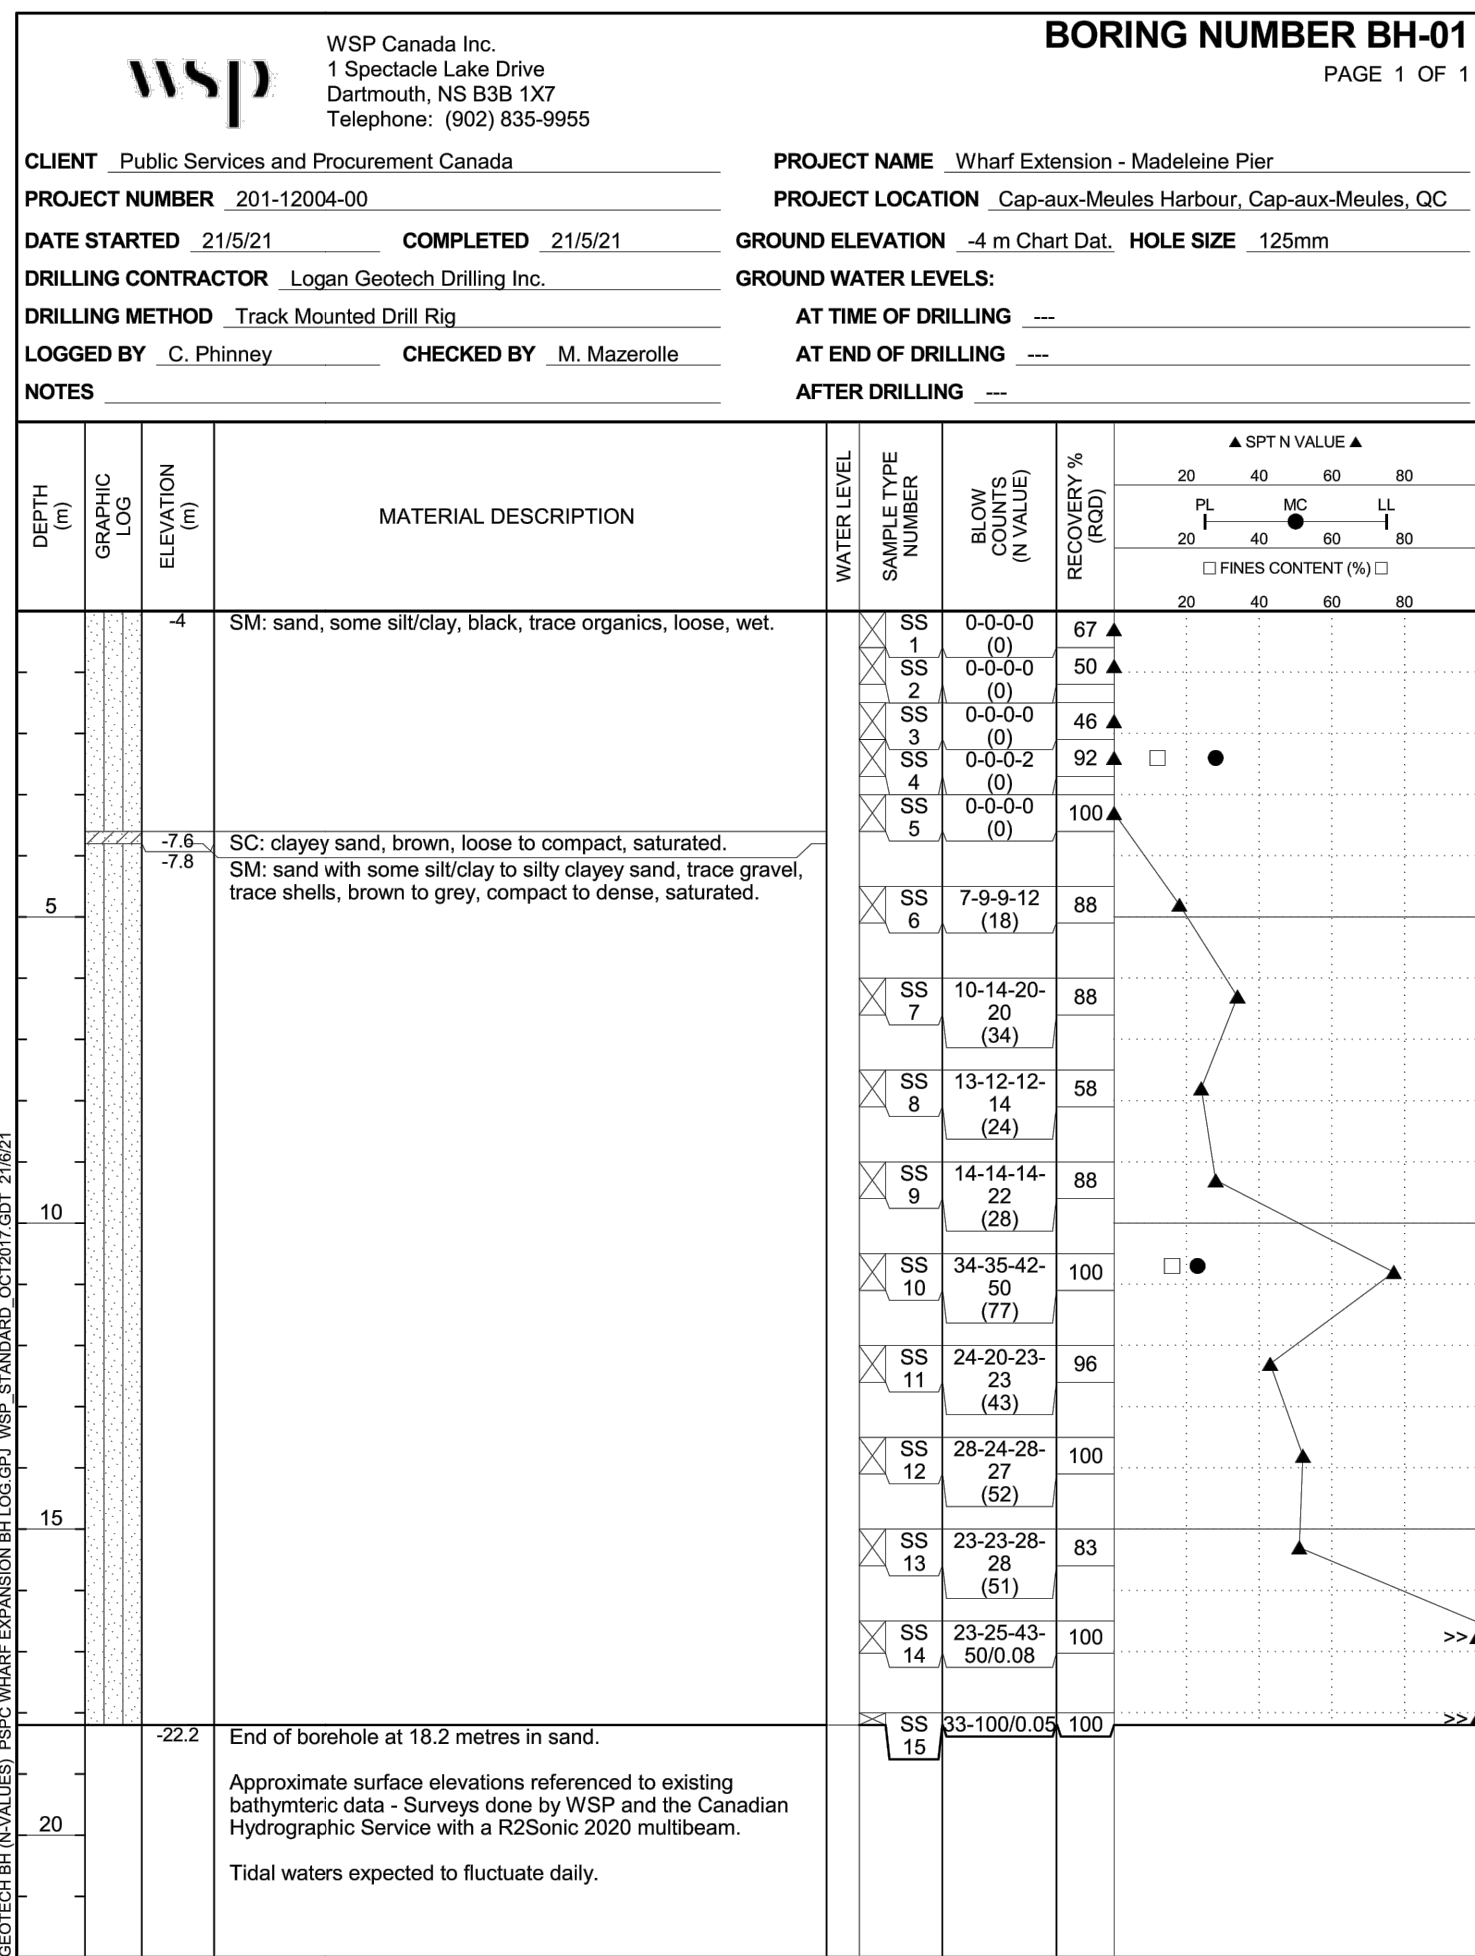 wsp
WSP Canada Inc.
1 Spectacle Lake Drive
Dartmouth, NS B3B 1X7
Telephone: (902) 835-9955
BORING NUMBER BH-01
PAGE 1 OF 1
CLIENT Public Services and Procurement Canada
PROJECT NAME Wharf Extension - Madeleine Pier
PROJECT NUMBER 201-12004-00
PROJECT LOCATION Cap-aux-Meules Harbour, Cap-aux-Meules, QC
DATE STARTED 21/5/21 COMPLETED 21/5/21
GROUND ELEVATION -4 m Chart Dat. HOLE SIZE 125mm
DRILLING CONTRACTOR Logan Geotech Drilling Inc.
GROUND WATER LEVELS:
DRILLING METHOD Track Mounted Drill Rig
AT TIME OF DRILLING ---
LOGGED BY C. Phinney CHECKED BY M. Mazerolle
AT END OF DRILLING ---
NOTES
AFTER DRILLING ---
DEPTH
(m)
GRAPHIC
LOG
ELEVATION
(m)
MATERIAL DESCRIPTION
WATER LEVEL
SAMPLE TYPE
NUMBER
BLOW
COUNTS
(N VALUE)
RECOVERY %
(RQD)
▲ SPT N VALUE ▲
20 40 60 80
PL MC LL
20 40 60 80
□ FINES CONTENT (%) □
20 40 60 80
-4 SM: sand, some silt/clay, black, trace organics, loose, wet.
SS
1
0-0-0-0
(0)
67
SS
2
0-0-0-0
(0)
50
SS
3
0-0-0-0
(0)
46
SS
4
0-0-0-2
(0)
92
SS
5
0-0-0-0
(0)
100
-7.6 SC: clayey sand, brown, loose to compact, saturated.
-7.8 SM: sand with some silt/clay to silty clayey sand, trace gravel,
trace shells, brown to grey, compact to dense, saturated.
5
SS
6
7-9-9-12
(18)
88
SS
7
10-14-20-
20
(34)
88
SS
8
13-12-12-
14
(24)
58
SS
9
14-14-14-
22
(28)
88
10
SS
10
34-35-42-
50
(77)
100
SS
11
24-20-23-
23
(43)
96
SS
12
28-24-28-
27
(52)
100
15
SS
13
23-23-28-
28
(51)
83
SS
14
23-25-43-
50/0.08
100
>>▲
SS
15
33-100/0.05
100
>>▲
-22.2 End of borehole at 18.2 metres in sand.
Approximate surface elevations referenced to existing
bathymteric data - Surveys done by WSP and the Canadian
Hydrographic Service with a R2Sonic 2020 multibeam.
20
Tidal waters expected to fluctuate daily.
GEOTECH BH (N-VALUES) PSPC WHARF EXPANSION BH LOG.GPJ WSP_STANDARD_OCT2017.GDT 21/6/21